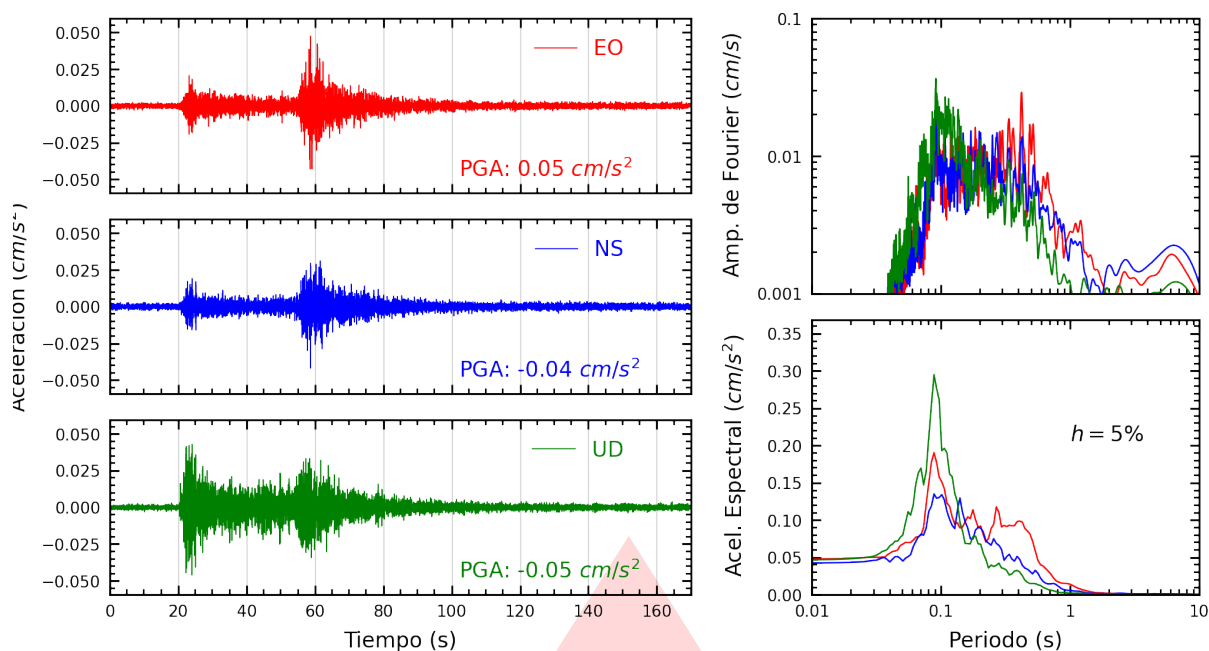 Aceleracion (cm/s²)
0.050
0.025
0.000
−0.025
−0.050
EO
PGA: 0.05 cm/s²
0.050
0.025
0.000
−0.025
−0.050
NS
PGA: -0.04 cm/s²
0.050
0.025
0.000
−0.025
−0.050
UD
PGA: -0.05 cm/s²
0 20 40 60 80 100 120 140 160
Tiempo (s)
Amp. de Fourier (cm/s)
0.1
0.01
0.001
Acel. Espectral (cm/s²)
0.35
0.30
0.25
0.20
0.15
0.10
0.05
0.00
h = 5%
0.01 0.1 1 10
Periodo (s)